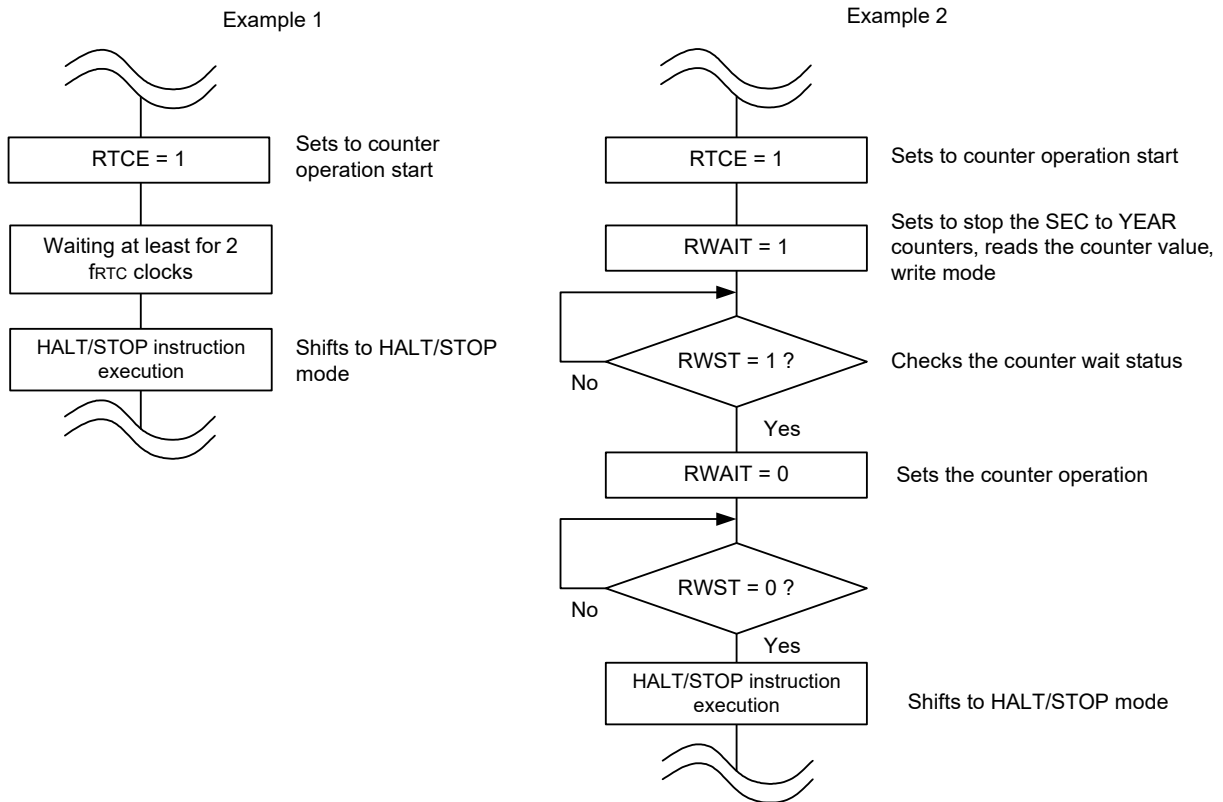 Example 1
RTCE = 1
Sets to counter
operation start
Waiting at least for 2
fRTC clocks
HALT/STOP instruction
execution
Shifts to HALT/STOP
mode
Example 2
RTCE = 1
Sets to counter operation start
RWAIT = 1
Sets to stop the SEC to YEAR
counters, reads the counter value,
write mode
RWST = 1 ?
Checks the counter wait status
No
Yes
RWAIT = 0
Sets the counter operation
RWST = 0 ?
No
Yes
HALT/STOP instruction
execution
Shifts to HALT/STOP mode